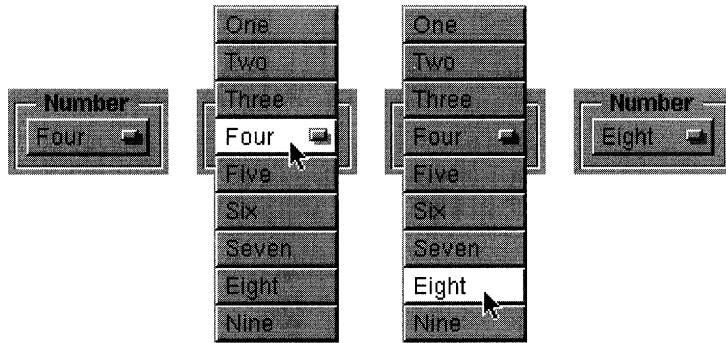 Number
Four
One
Two
Three
Four
Five
Six
Seven
Eight
Nine
One
Two
Three
Four
Five
Six
Seven
Eight
Nine
Number
Eight